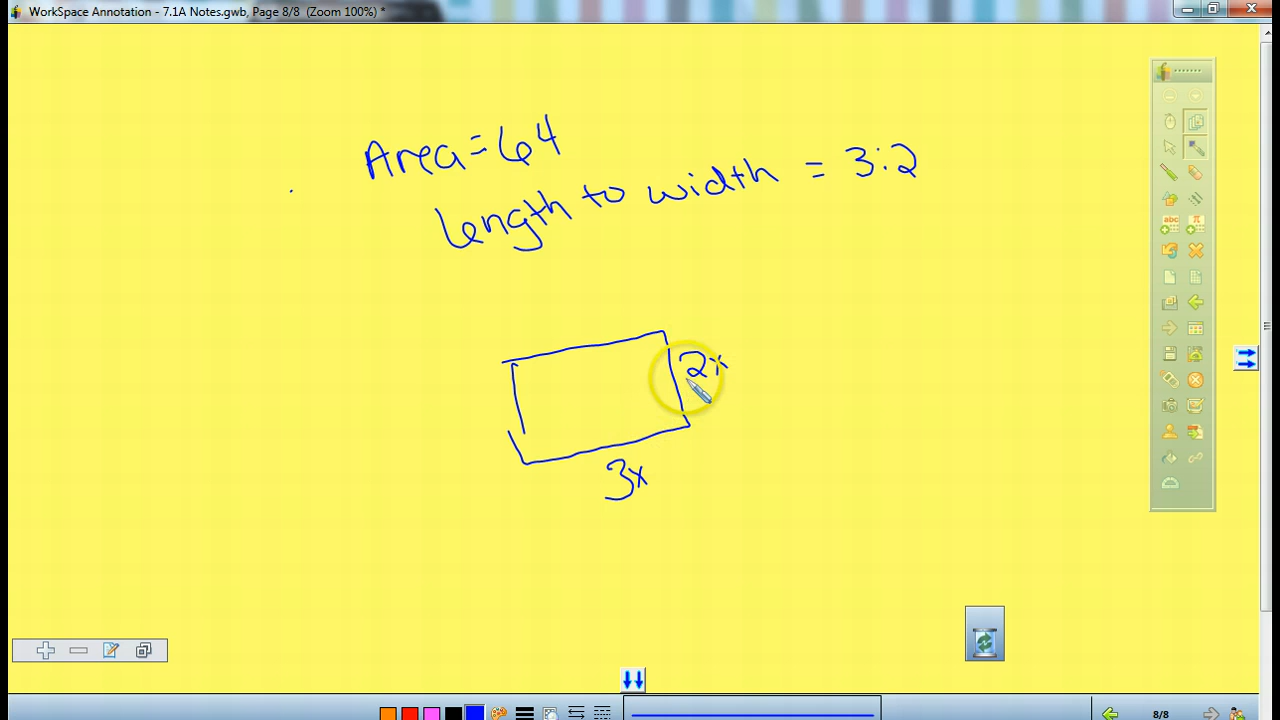 WorkSpace Annotation - 7.1A Notes.gwb, Page 8/8 (Zoom 100%) *
Area=64
length to width = 3:2
2x
3x
abc
π
8/8